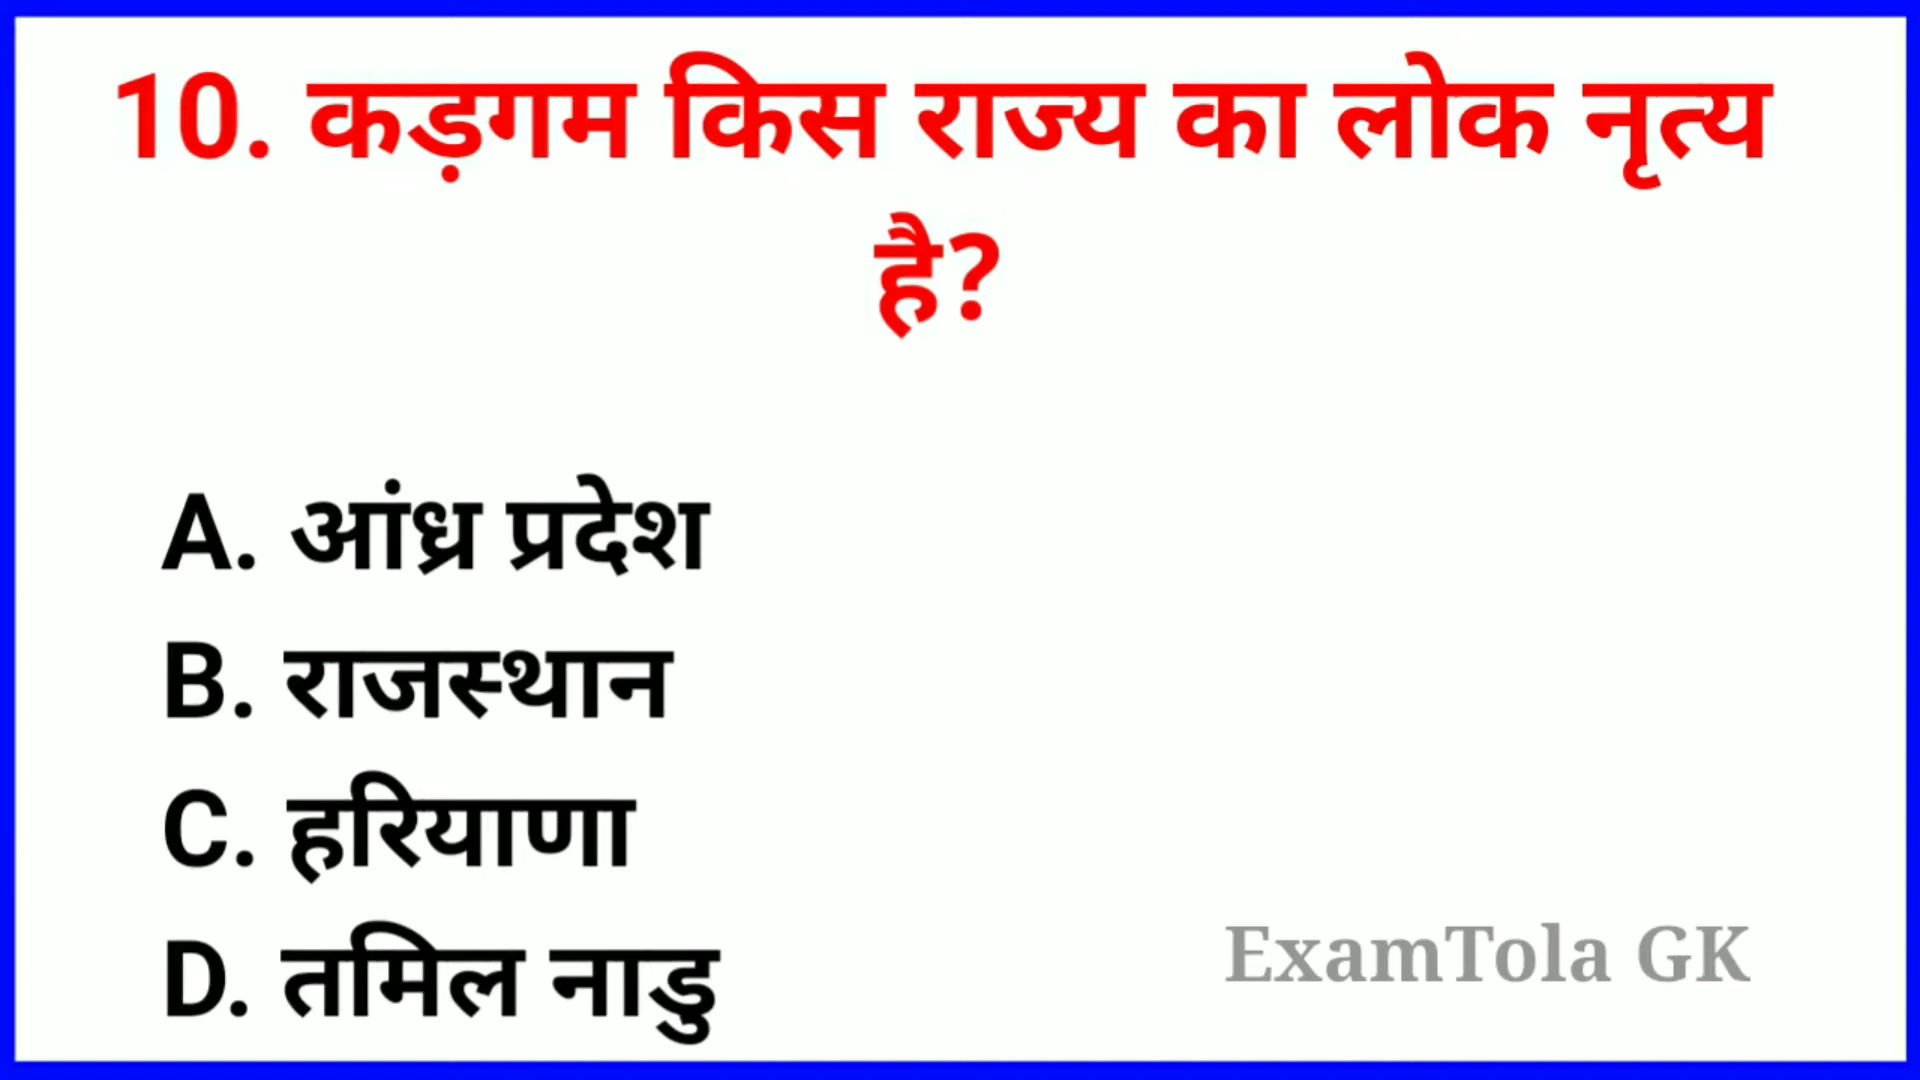 10. कड़गम किस राज्य का लोक नृत्य
है?
A. आंध्र प्रदेश
B. राजस्थान
C. हरियाणा
D. तमिल नाडु
ExamTola GK